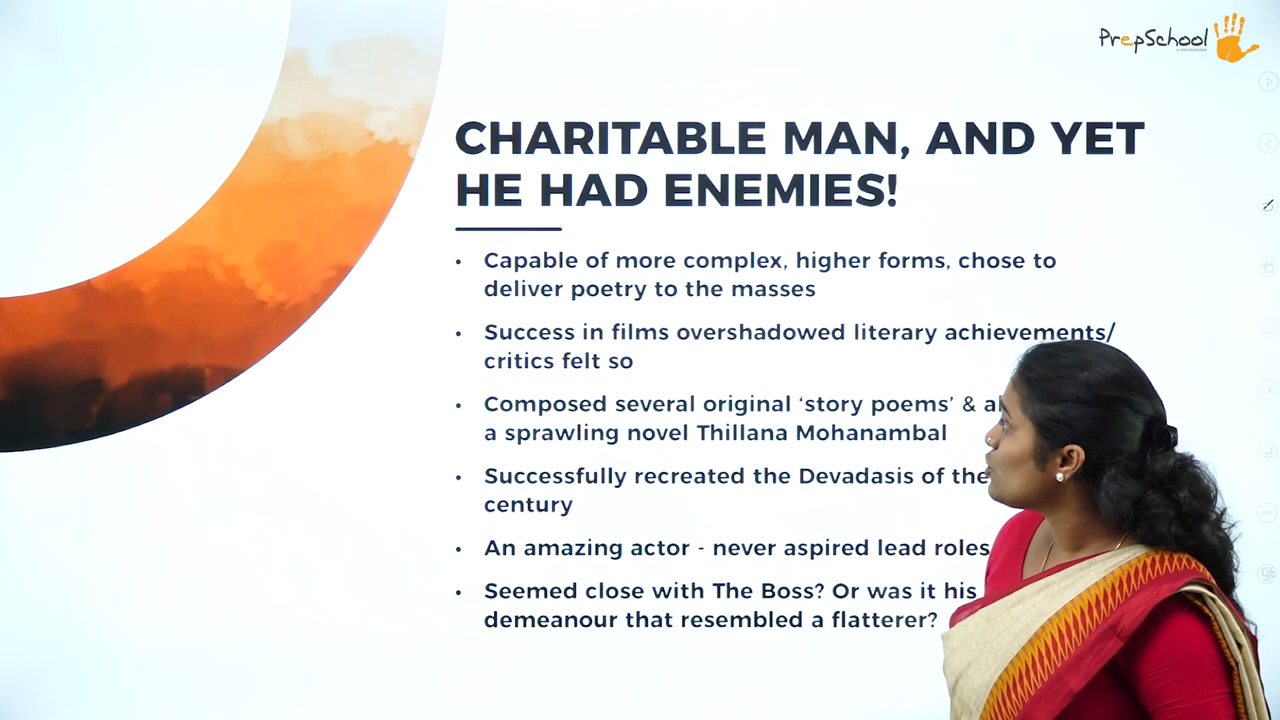 PrepSchool
CHARITABLE MAN, AND YET
HE HAD ENEMIES!
• Capable of more complex, higher forms, chose to
deliver poetry to the masses
• Success in films overshadowed literary achievements/
critics felt so
• Composed several original ‘story poems’ &
a sprawling novel Thillana Mohanambal
• Successfully recreated the Devadasis of the
century
• An amazing actor - never aspired lead roles
• Seemed close with The Boss? Or was it his
demeanour that resembled a flatterer?